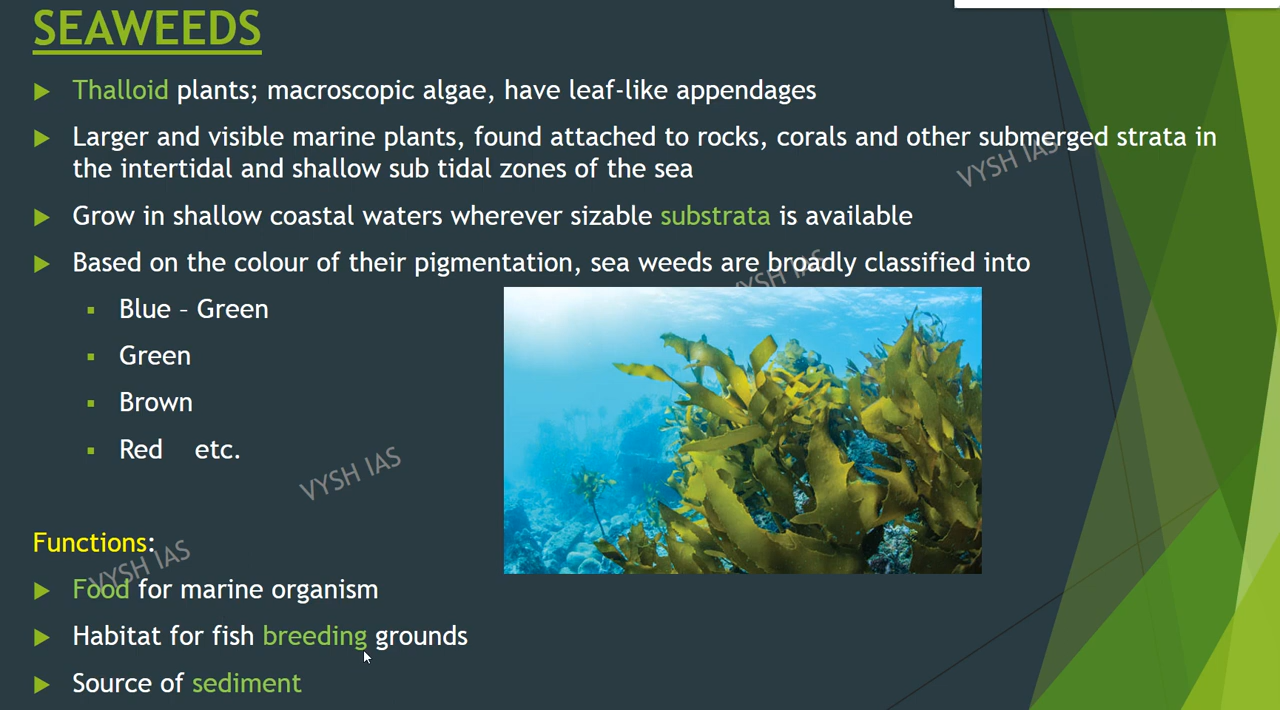 SEAWEEDS
Thalloid plants; macroscopic algae, have leaf-like appendages
Larger and visible marine plants, found attached to rocks, corals and other submerged strata in
the intertidal and shallow sub tidal zones of the sea
VYSH IAS
Grow in shallow coastal waters wherever sizable substrata is available
Based on the colour of their pigmentation, sea weeds are broadly classified into
VYSH IAS
Blue – Green
Green
Brown
Red etc.
VYSH IAS
Functions:
VYSH IAS
Food for marine organism
Habitat for fish breeding grounds
Source of sediment